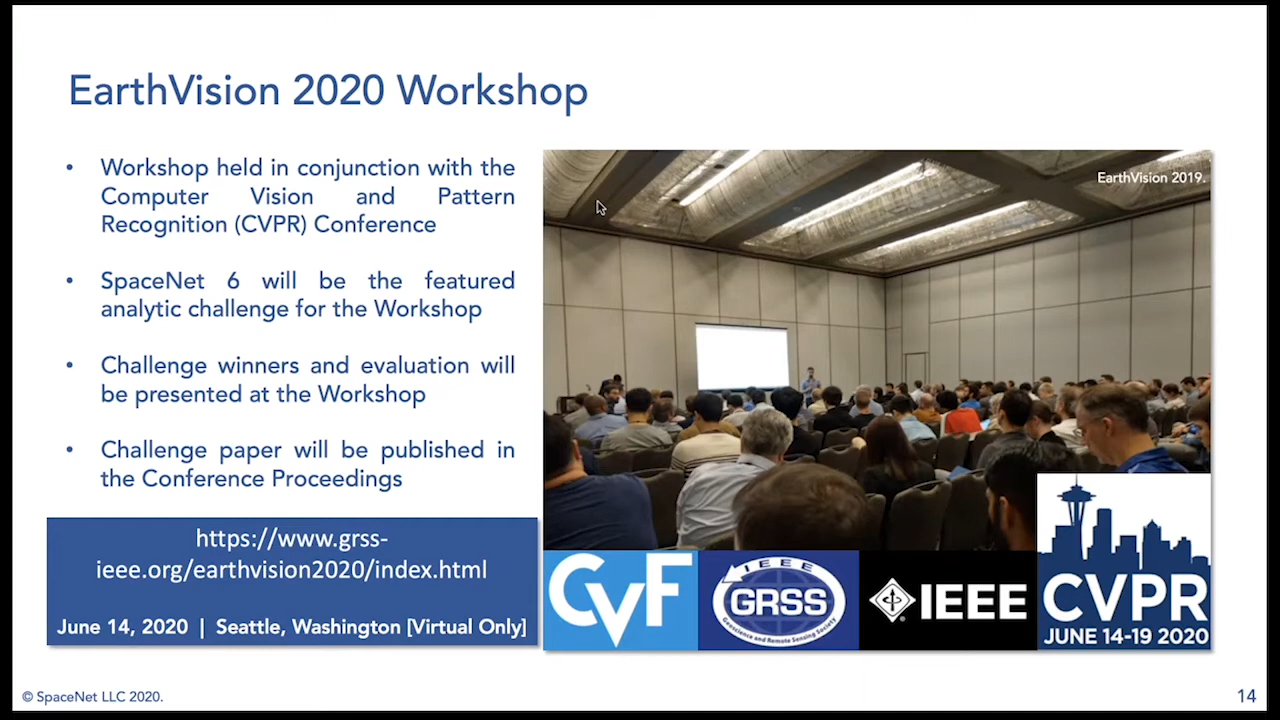 EarthVision 2020 Workshop
• Workshop held in conjunction with the
Computer Vision and Pattern
Recognition (CVPR) Conference
• SpaceNet 6 will be the featured
analytic challenge for the Workshop
• Challenge winners and evaluation will
be presented at the Workshop
• Challenge paper will be published in
the Conference Proceedings
https://www.grss-
ieee.org/earthvision2020/index.html
June 14, 2020 | Seattle, Washington [Virtual Only]
EarthVision 2019.
CVF
IEEE
GRSS
Geoscience and Remote Sensing Society
IEEE
CVPR
JUNE 14-19 2020
© SpaceNet LLC 2020.
14